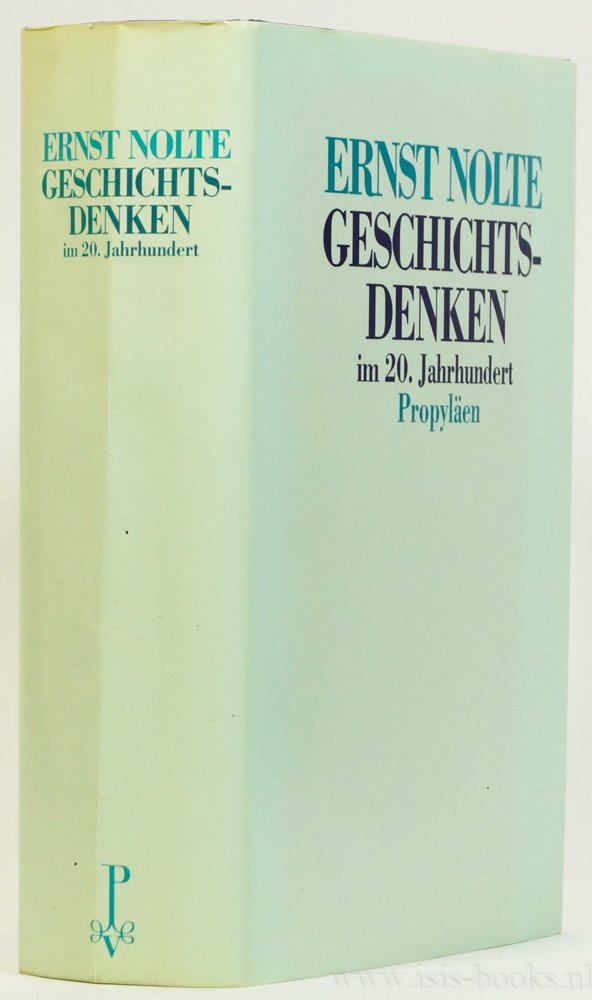 ERNST NOLTE
GESCHICHTS-
DENKEN
im 20. Jahrhundert
PV
ERNST NOLTE
GESCHICHTS-
DENKEN
im 20. Jahrhundert
Propyläen
www.isis-books.nl